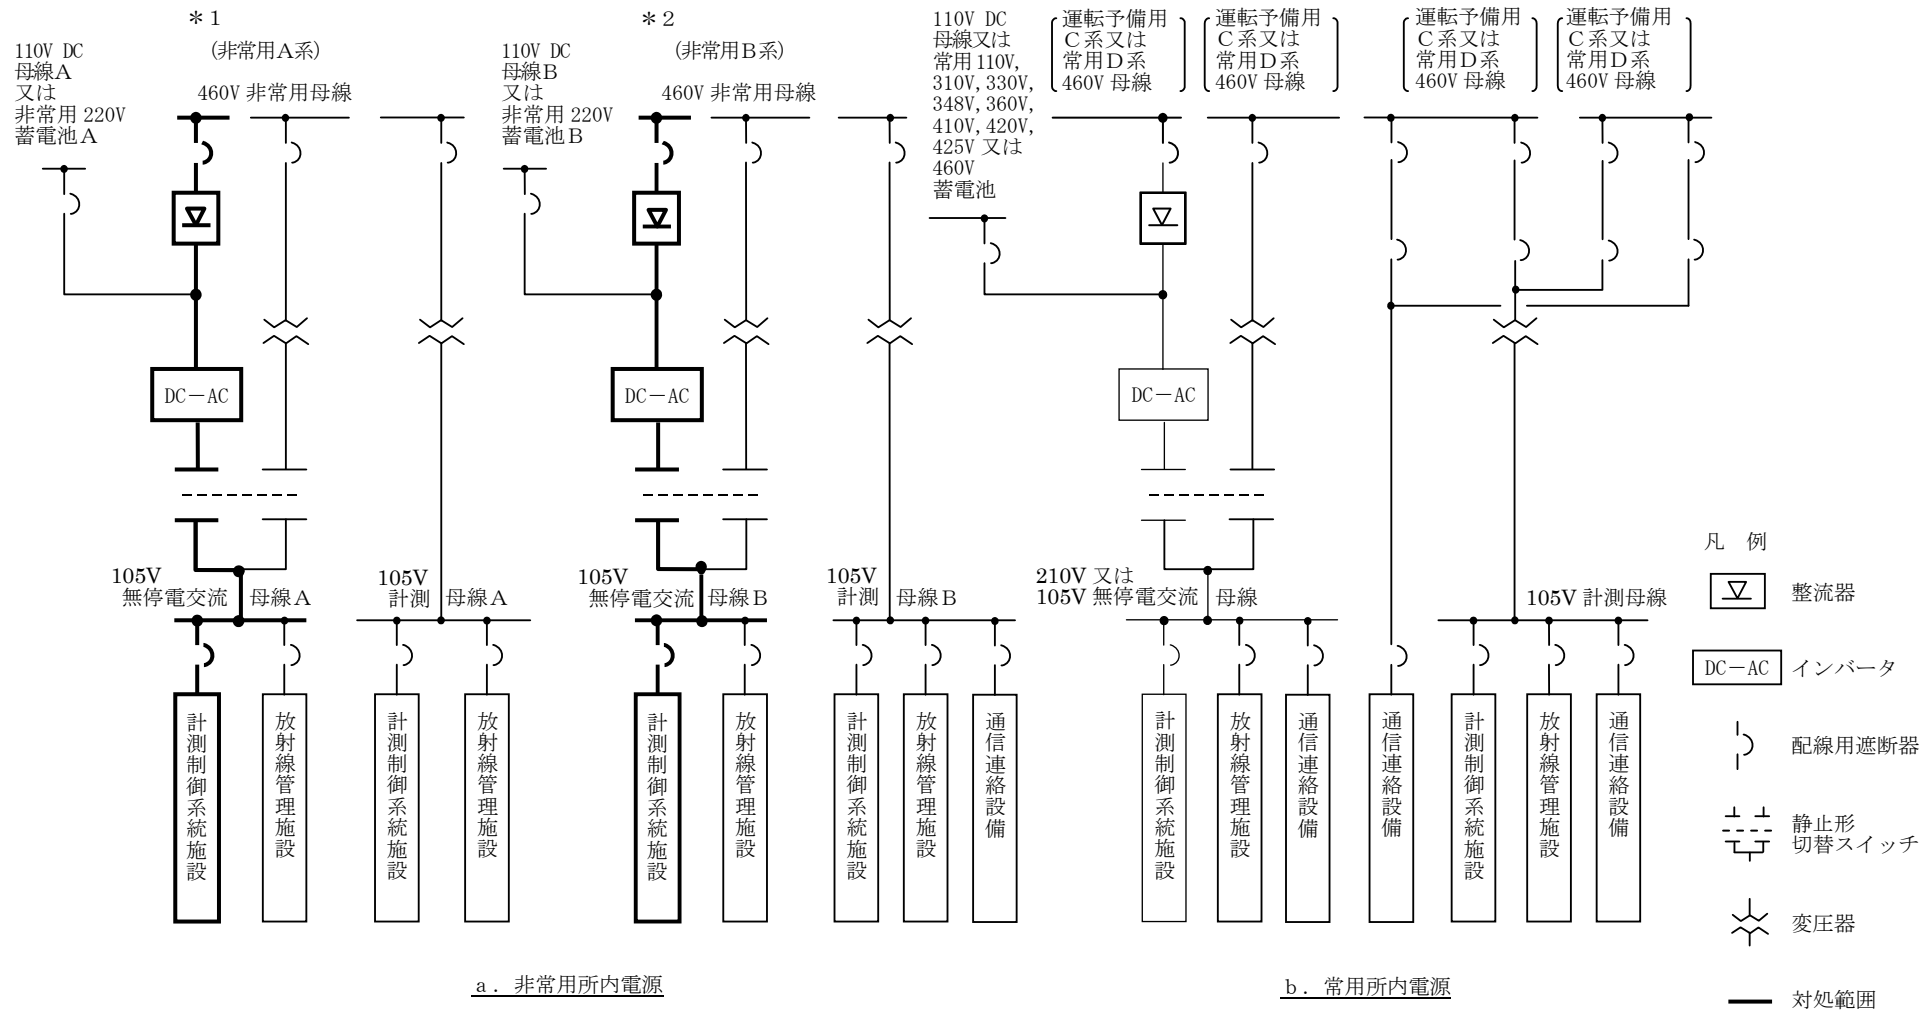 ＊1
(非常用A系)
110V DC
母線A
又は
非常用 220V
蓄電池A
460V 非常用母線
DC－AC
105V
無停電交流 母線A
105V
計測 母線A
計測制御系統施設
放射線管理施設
計測制御系統施設
放射線管理施設
＊2
(非常用B系)
110V DC
母線B
又は
非常用 220V
蓄電池B
460V 非常用母線
DC－AC
105V
無停電交流 母線B
105V
計測 母線B
計測制御系統施設
放射線管理施設
計測制御系統施設
放射線管理施設
通信連絡設備
a．非常用所内電源
110V DC
母線又は
常用 110V,
310V, 330V,
348V, 360V,
410V, 420V,
425V 又は
460V
蓄電池
運転予備用
C系又は
常用D系
460V 母線
運転予備用
C系又は
常用D系
460V 母線
運転予備用
C系又は
常用D系
460V 母線
運転予備用
C系又は
常用D系
460V 母線
DC－AC
210V 又は
105V 無停電交流 母線
105V 計測母線
計測制御系統施設
放射線管理施設
通信連絡設備
通信連絡設備
計測制御系統施設
放射線管理施設
通信連絡設備
b．常用所内電源
凡 例
整流器
DC－AC インバータ
配線用遮断器
静止形
切替スイッチ
変圧器
対処範囲